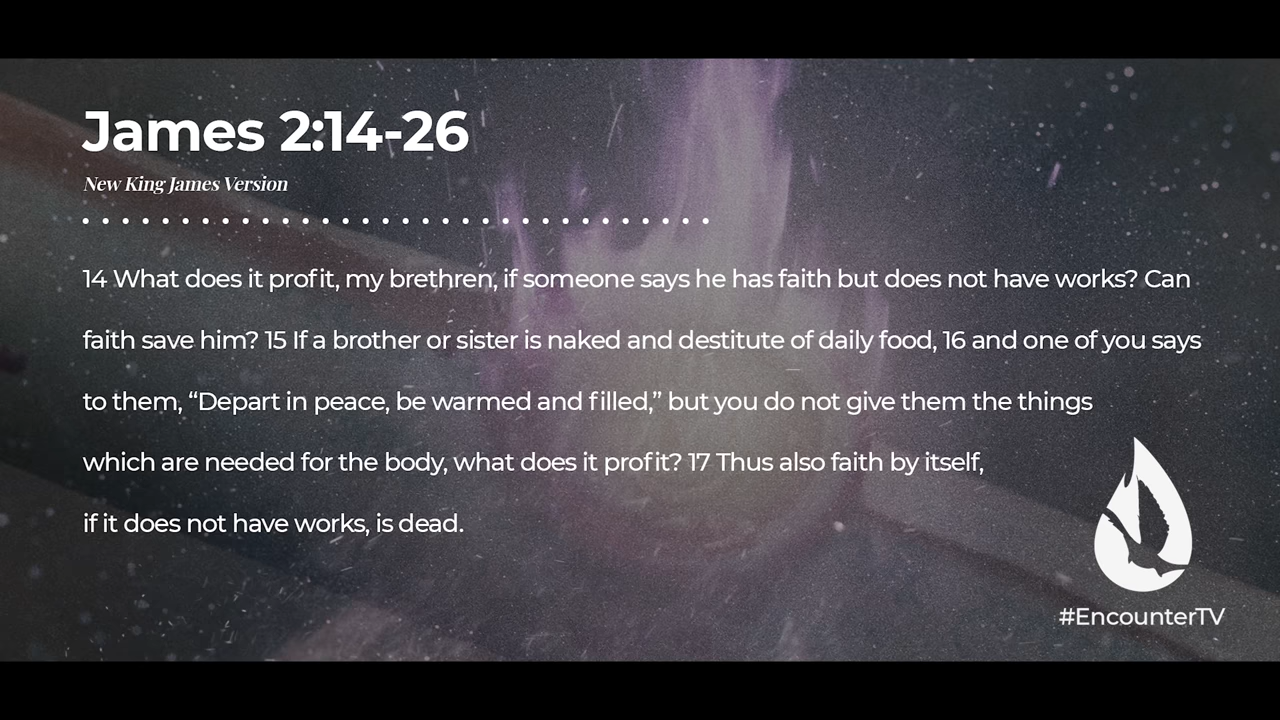 James 2:14-26
New King James Version
14 What does it profit, my brethren, if someone says he has faith but does not have works? Can
faith save him? 15 If a brother or sister is naked and destitute of daily food, 16 and one of you says
to them, “Depart in peace, be warmed and filled,” but you do not give them the things
which are needed for the body, what does it profit? 17 Thus also faith by itself,
if it does not have works, is dead.
#EncounterTV